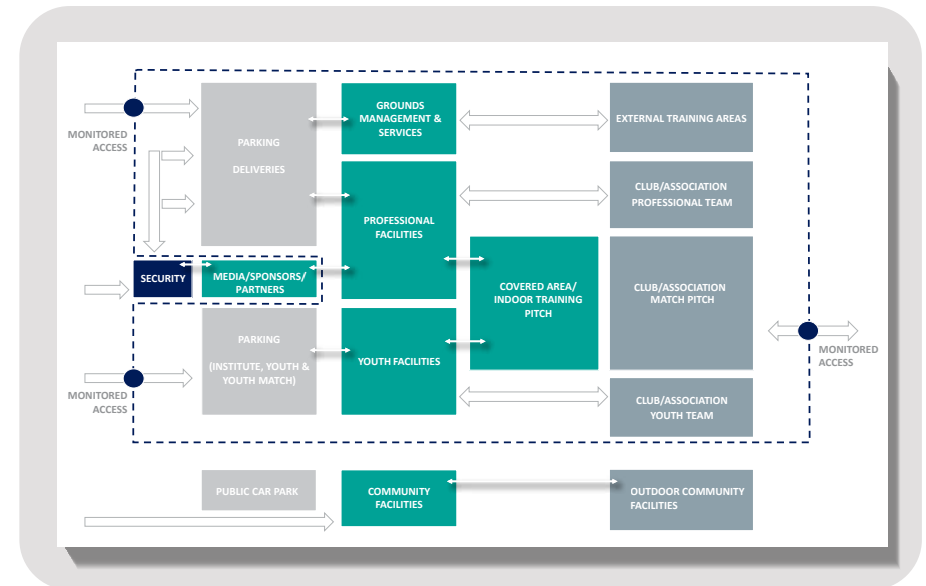 GROUNDS
MANAGEMENT &
SERVICES
EXTERNAL TRAINING AREAS
MONITORED
ACCESS
PARKING
DELIVERIES
CLUB/ASSOCIATION
PROFESSIONAL TEAM
PROFESSIONAL
FACILITIES
SECURITY
MEDIA/SPONSORS/
PARTNERS
COVERED AREA/
INDOOR TRAINING
PITCH
CLUB/ASSOCIATION
MATCH PITCH
PARKING
(INSTITUTE, YOUTH &
YOUTH MATCH)
YOUTH FACILITIES
MONITORED
ACCESS
MONITORED
ACCESS
CLUB/ASSOCIATION
YOUTH TEAM
PUBLIC CAR PARK
COMMUNITY
FACILITIES
OUTDOOR COMMUNITY
FACILITIES